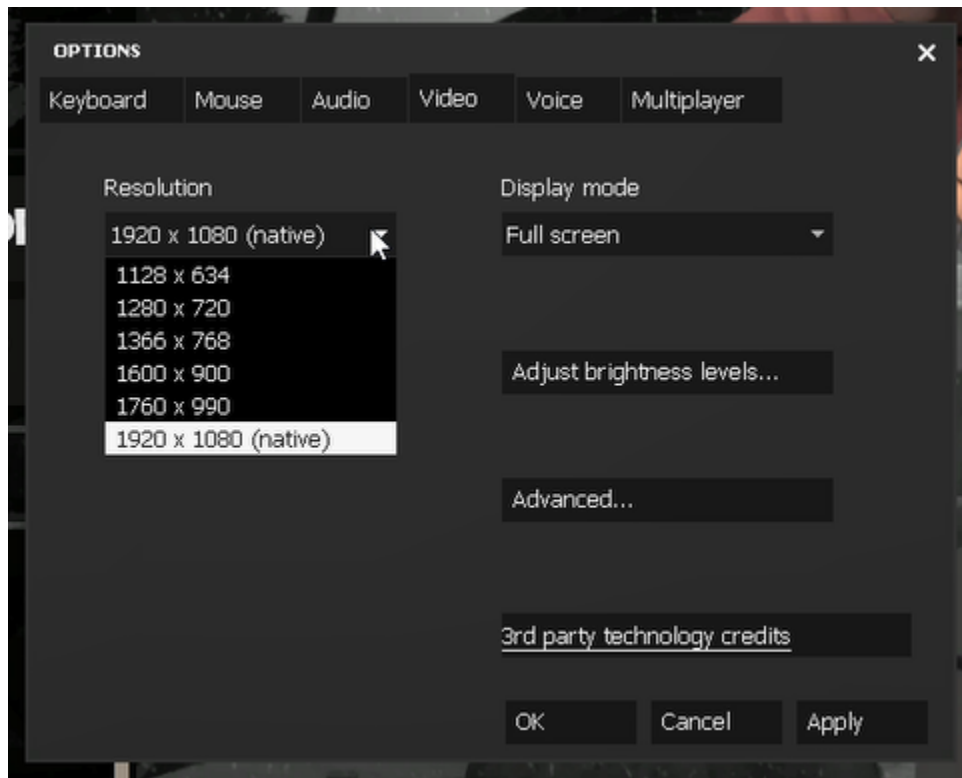 OPTIONS
Keyboard Mouse Audio Video Voice Multiplayer
Resolution
1920 x 1080 (native)
1128 x 634
1280 x 720
1366 x 768
1600 x 900
1760 x 990
1920 x 1080 (native)
Display mode
Full screen
Adjust brightness levels...
Advanced...
3rd party technology credits
OK Cancel Apply